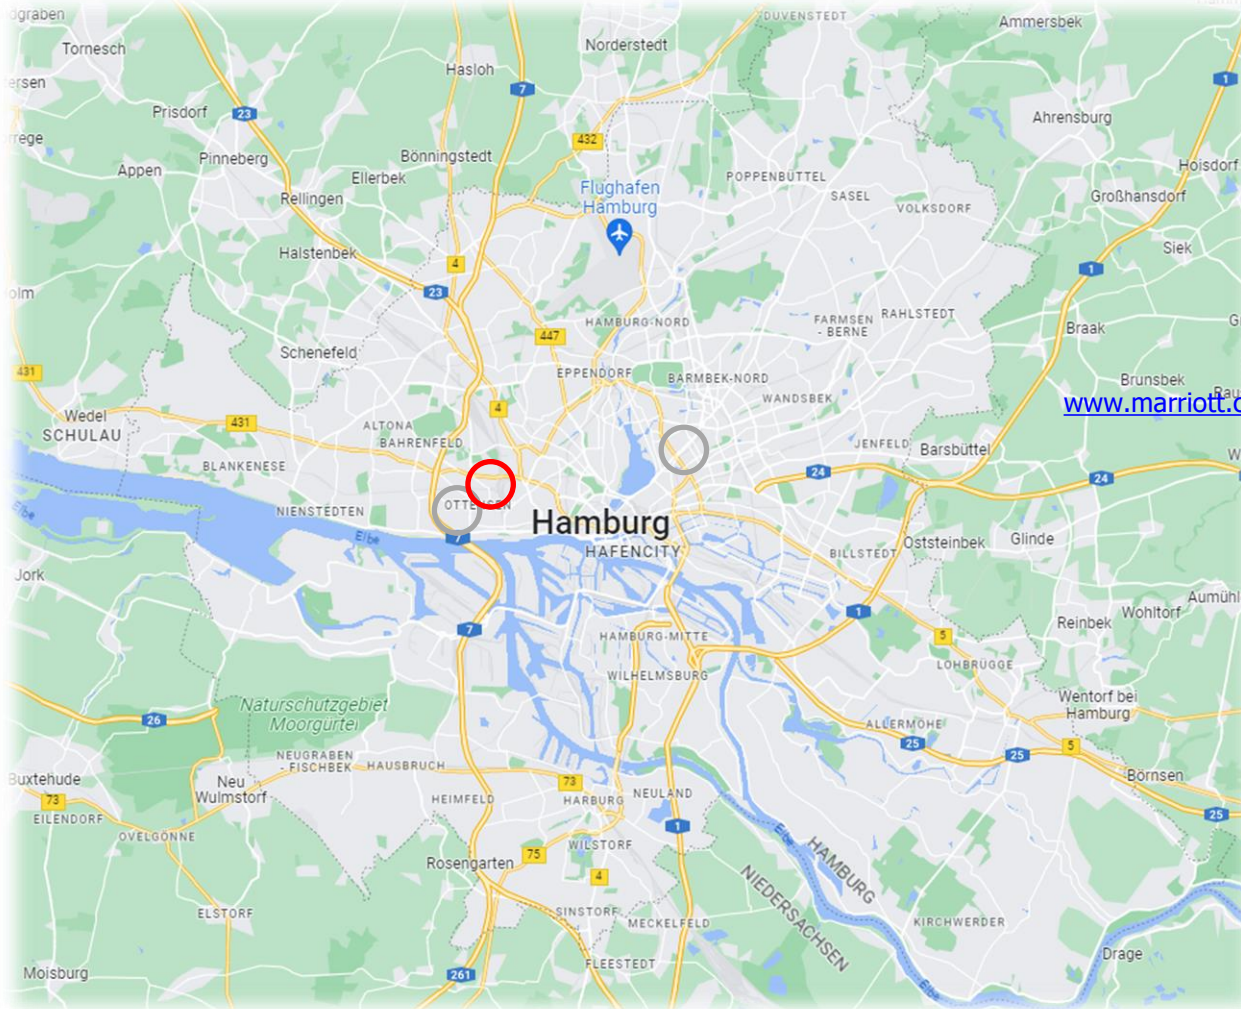 dgraben
DUVENSTEDT
Ammersbek
Tornesch
Norderstedt
Hasloh
7
1
Prisdorf
23
Ahrensburg
432
Pinneberg
Bönningstedt
Hoisdorf
Appen
Ellerbek
POPPENBÜTTEL
Flughafen
Hamburg
Rellingen
SASEL
Großhansdorf
VOLKSDORF
Halstenbek
Siek
4
1
23
HAMBURG-NORD
FARMSEN
- BERNE
RAHLSTEDT
Braak
447
Schenefeld
431
EPPENDORF
BARMBEK-NORD
Brunsbek
WANDSBEK
www.marriott.c
4
Wedel
SCHULAU
431
ALTONA
BAHRENFELD
JENFELD
Barsbüttel
BLANKENESE
24
24
OTTENSEN
NIENSTEDTEN
Elbe
Hamburg
Elbe
7
HAFENCITY
BILLSTEDT
Oststeinbek
Glinde
Jork
Aumühl
1
Wohltorf
Reinbek
7
HAMBURG-MITTE
5
LOHBRÜGGE
WILHELMSBURG
Wentorf bei
Hamburg
Naturschutzgebiet
Moorgürtel
26
ALLERMÖHE
25
5
25
NEUGRABEN
- FISCHBEK
HAUSBRUCH
Buxtehude
Neu
Wulmstorf
73
Börnsen
73
HEIMFELD
HARBURG
NEULAND
25
EILENDORF
1
OVELGÖNNE
Elbe
WILSTORF
75
Rosengarten
HAMBURG
4
NIEDERSACHSEN
ELSTORF
SINSTORF
MECKELFELD
KIRCHWERDER
Drage
FLEESTEDT
Moisburg
261
Elbe